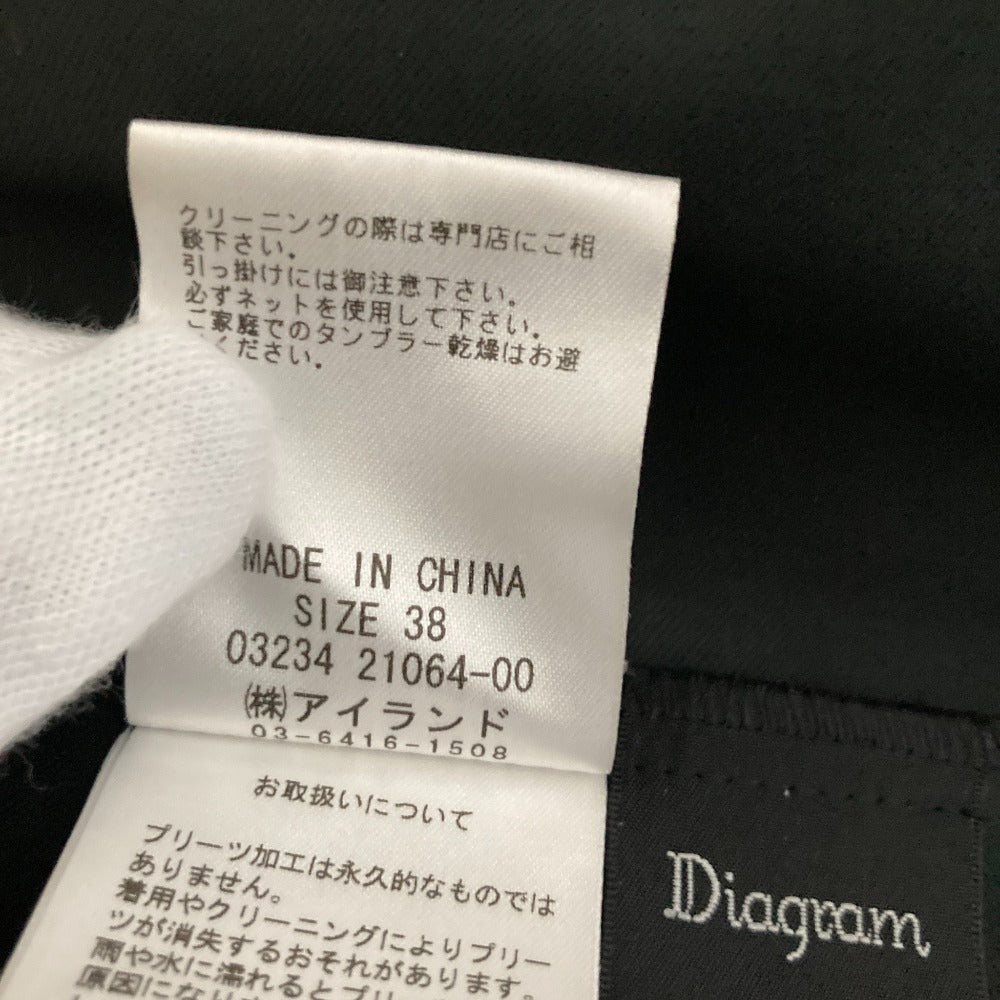 クリーニングの際は専門店にご相
談下さい。
引っ掛けには御注意下さい。
必ずネットを使用して下さい。
ご家庭でのタンブラー乾燥はお避
ください。
MADE IN CHINA
SIZE 38
03234 21064-00
㈱アイランド
03-6416-1508
お取扱いについて
プリーツ加工は永久的なものでは
ありません。
着用やクリーニングによりプリー
ツが消失するおそれがあります。
雨や水に濡れるとプリー
原因になりま
Diagram